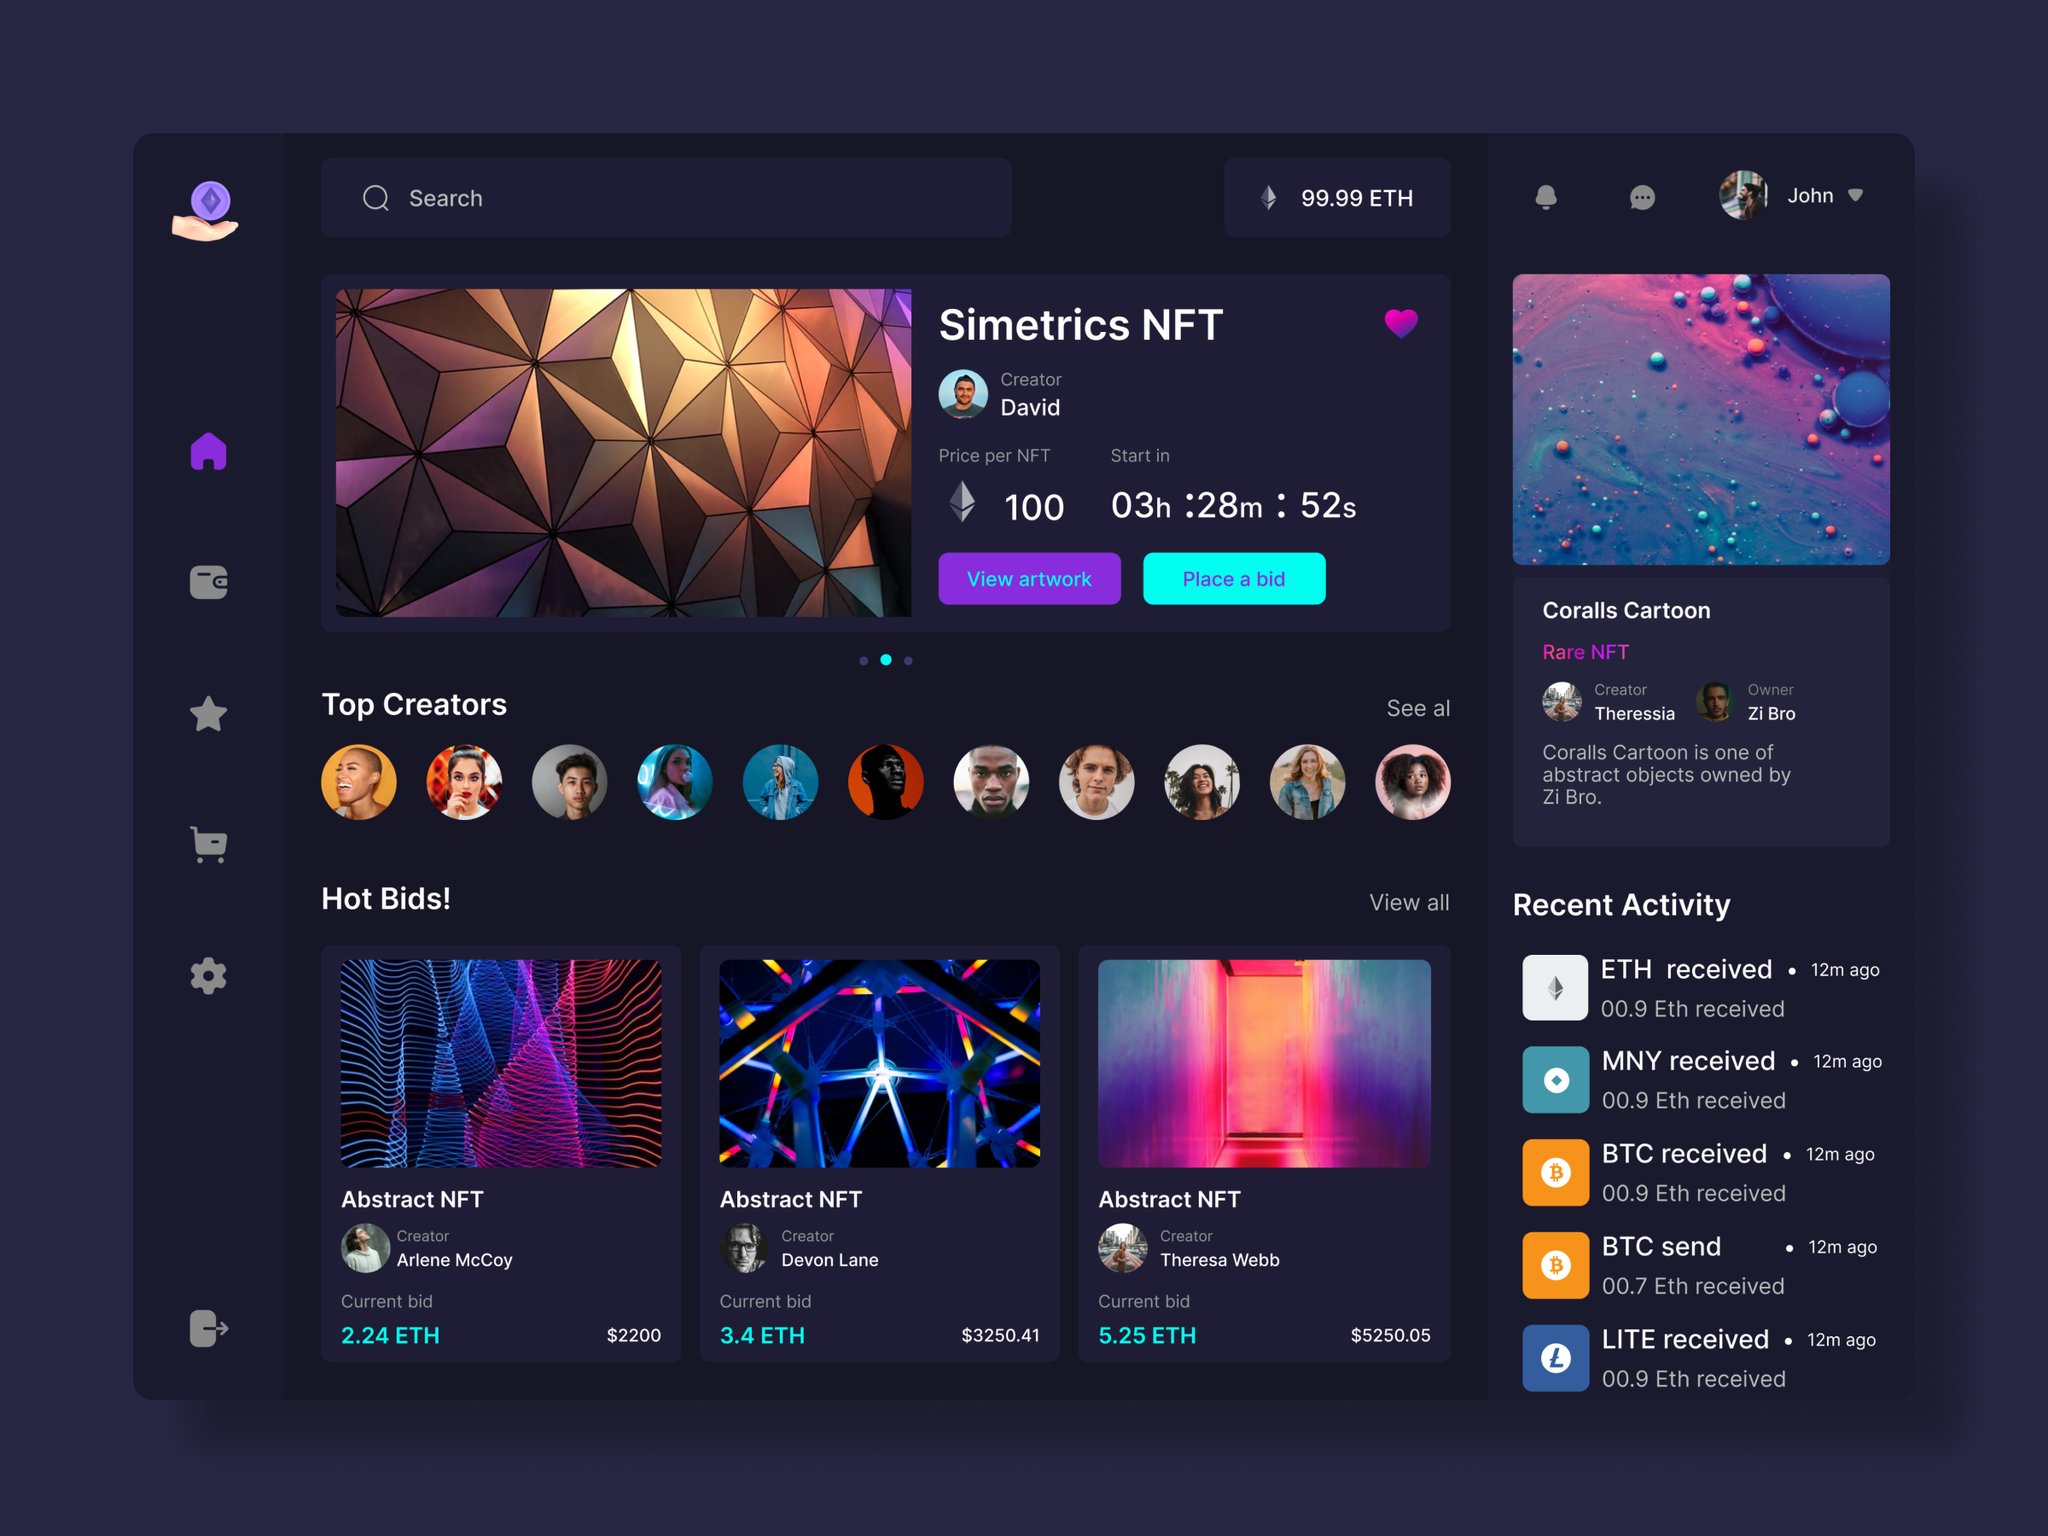 Search
99.99 ETH
John
Simetrics NFT
Creator
David
Price per NFT
Start in
100
03h :28m : 52s
View artwork
Place a bid
Top Creators
See al
Hot Bids!
View all
Abstract NFT
Creator
Arlene McCoy
Current bid
2.24 ETH
$2200
Abstract NFT
Creator
Devon Lane
Current bid
3.4 ETH
$3250.41
Abstract NFT
Creator
Theresa Webb
Current bid
5.25 ETH
$5250.05
Coralls Cartoon
Rare NFT
Creator
Theressia
Owner
Zi Bro
Coralls Cartoon is one of
abstract objects owned by
Zi Bro.
Recent Activity
ETH received • 12m ago
00.9 Eth received
MNY received • 12m ago
00.9 Eth received
BTC received • 12m ago
00.9 Eth received
BTC send • 12m ago
00.7 Eth received
LITE received • 12m ago
00.9 Eth received